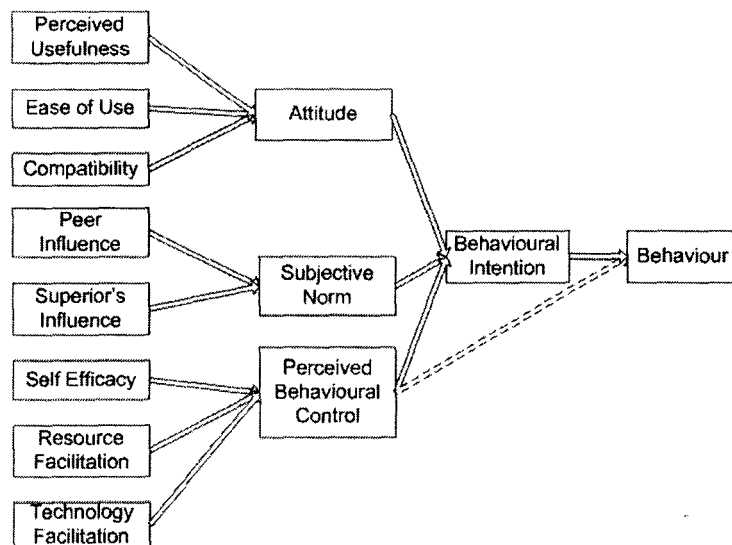 Perceived
Usefulness
Ease of Use
Compatibility
Peer
Influence
Superior's
Influence
Self Efficacy
Resource
Facilitation
Technology
Facilitation
Attitude
Subjective
Norm
Perceived
Behavioural
Control
Behavioural
Intention
Behaviour